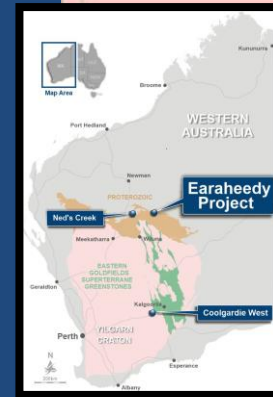 Map Area
Kununurra
Broome
WESTERN
AUSTRALIA
Port Hedland
Newman
PROTEROZOIC
Earaheedy
Project
Ned's Creek
Meekatharra
Wiluna
EASTERN
GOLDFIELDS
SUPERTERRANE
GREENSTONES
Geraldton
Kalgoorlie
Coolgardie West
Perth
YILGARN
CRATON
N
Esperance
Albany